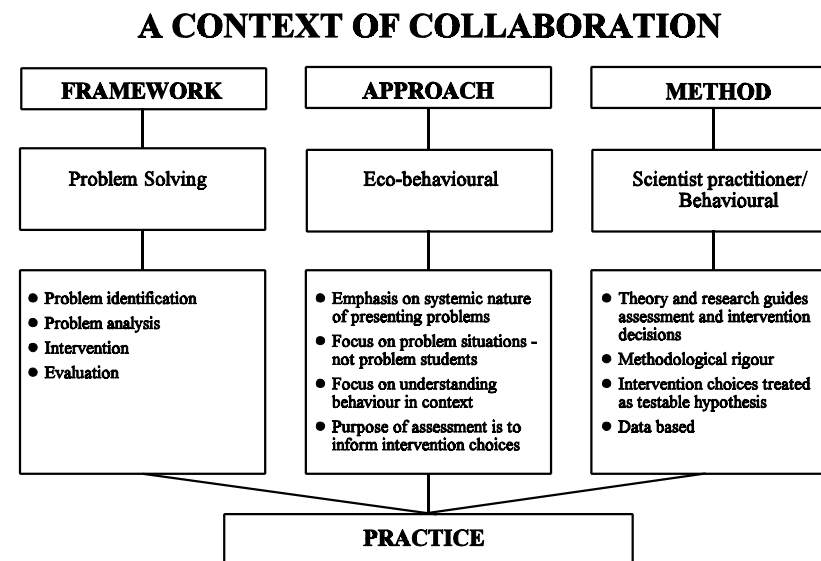 A CONTEXT OF COLLABORATION
FRAMEWORK
Problem Solving
● Problem identification
● Problem analysis
● Intervention
● Evaluation
APPROACH
Eco-behavioural
● Emphasis on systemic nature
of presenting problems
● Focus on problem situations -
not problem students
● Focus on understanding
behaviour in context
● Purpose of assessment is to
inform intervention choices
METHOD
Scientist practitioner/
Behavioural
● Theory and research guides
assessment and intervention
decisions
● Methodological rigour
● Intervention choices treated
as testable hypothesis
● Data based
PRACTICE